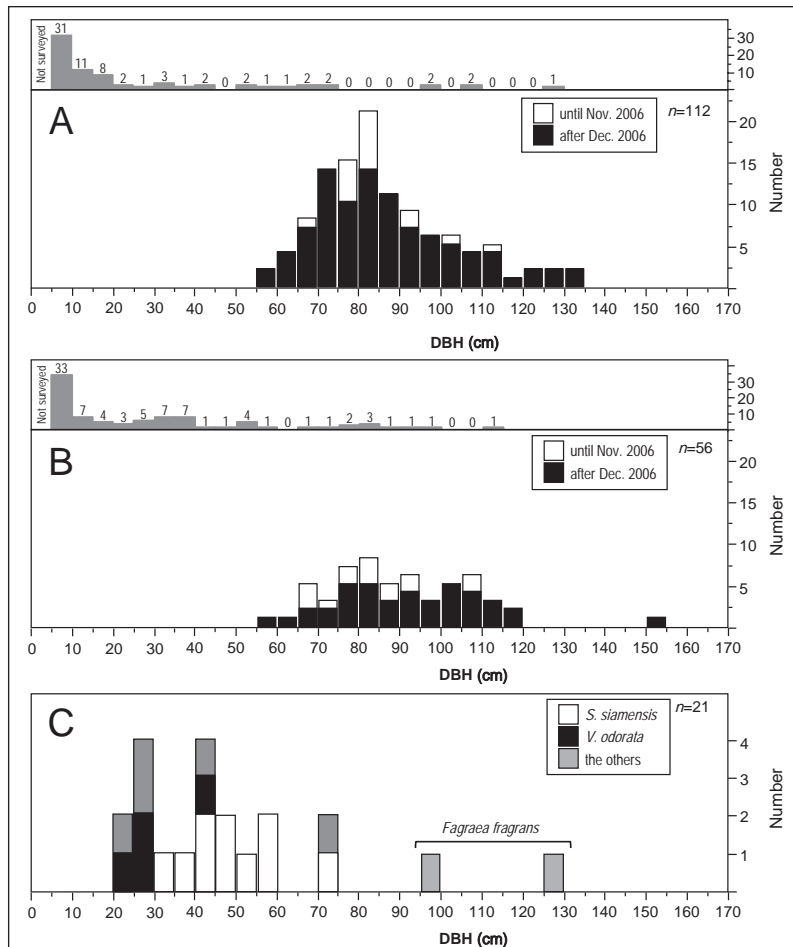 Not surveyed 31 11 8 2 1 3 1 2 0 2 1 1 2 2 0 0 0 0 2 0 2 0 0 0 1
30
20
10
A
until Nov. 2006
after Dec. 2006
n=112
20
15
10
5
Number
0 10 20 30 40 50 60 70 80 90 100 110 120 130 140 150 160 170
DBH (cm)
Not surveyed 33 7 4 3 5 7 7 1 1 4 1 0 1 1 2 3 1 1 1 0 0 1
30
20
10
B
until Nov. 2006
after Dec. 2006
n=56
20
15
10
5
Number
0 10 20 30 40 50 60 70 80 90 100 110 120 130 140 150 160 170
DBH (cm)
C
S. siamensis
V. odorata
the others
n=21
Fagraea fragrans
4
3
2
1
Number
0 10 20 30 40 50 60 70 80 90 100 110 120 130 140 150 160 170
DBH (cm)